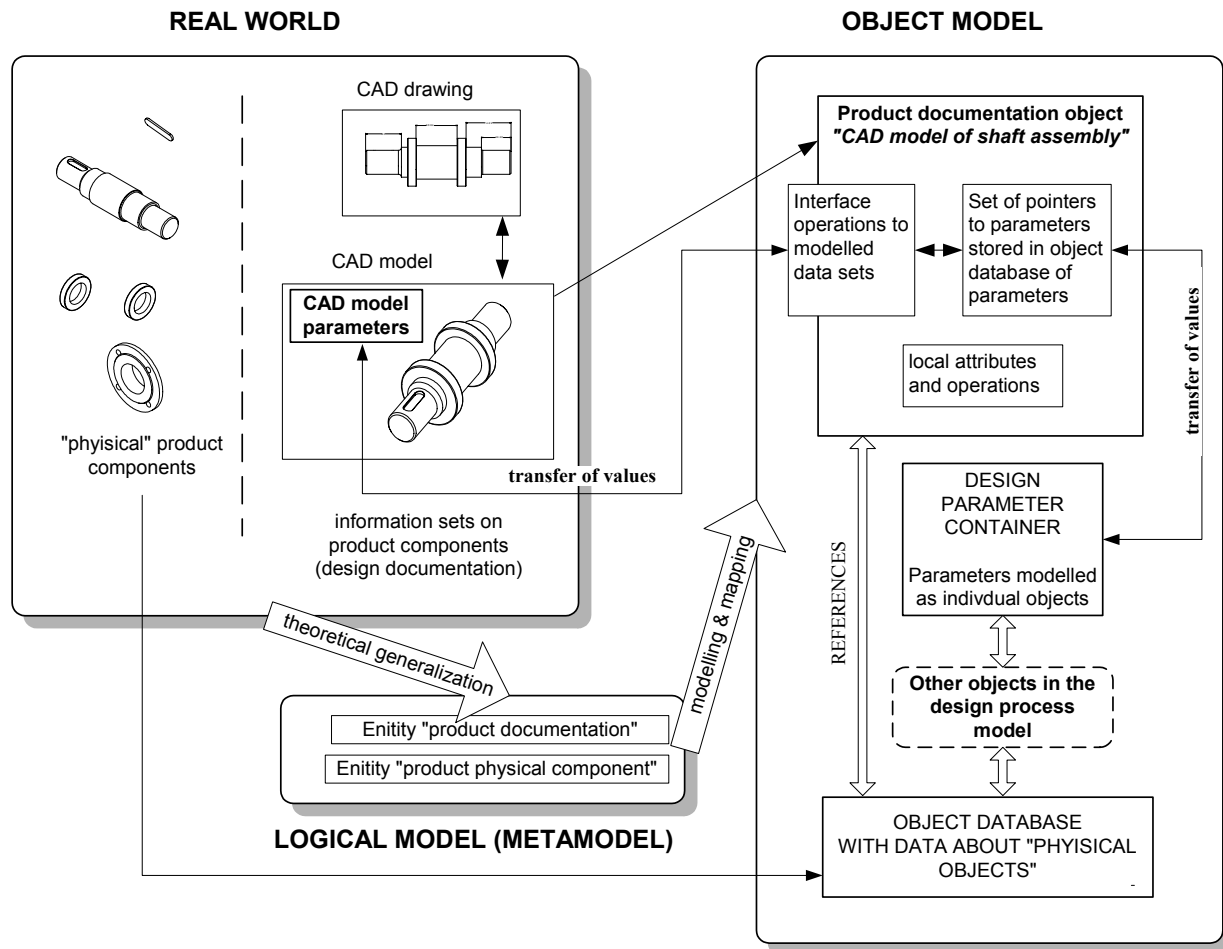 REAL WORLD
OBJECT MODEL
CAD drawing
CAD model
CAD model
parameters
"phyisical" product
components
transfer of values
information sets on
product components
(design documentation)
Product documentation object
"CAD model of shaft assembly"
Interface
operations to
modelled
data sets
Set of pointers
to parameters
stored in object
database of
parameters
local attributes
and operations
transfer of values
DESIGN
PARAMETER
CONTAINER
Parameters modelled
as indivdual objects
REFERENCES
Other objects in the
design process
model
theoretical generalization
modelling & mapping
Enitity "product documentation"
Enitity "product physical component"
LOGICAL MODEL (METAMODEL)
OBJECT DATABASE
WITH DATA ABOUT "PHYISICAL
OBJECTS"
-